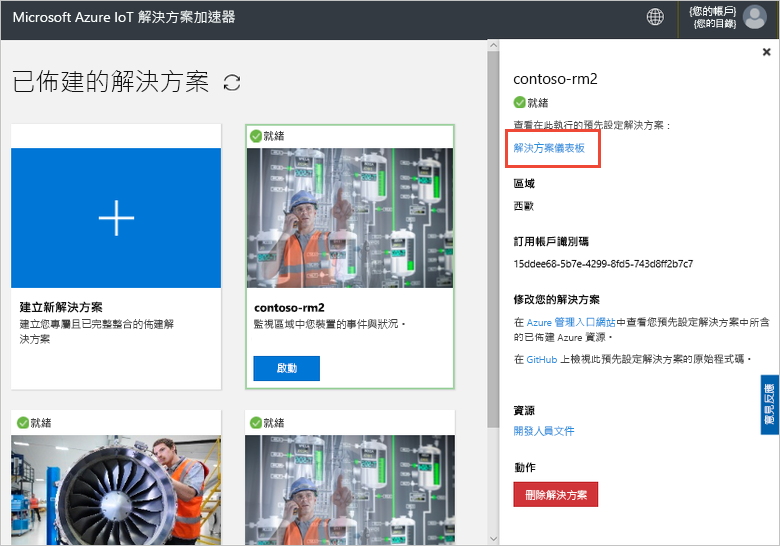 Microsoft Azure IoT 解決方案加速器
{您的帳戶}
{您的目錄}
已佈建的解決方案
建立新解決方案
建立您專屬且已完整整合的佈建解
決方案
就緒
contoso-rm2
監視區域中您裝置的事件與狀況。
啟動
就緒
就緒
contoso-rm2
就緒
查看在此執行的預先設定解決方案：
解決方案儀表板
區域
西歐
訂用帳戶識別碼
15ddee68-5b7e-4299-8fd5-743d8ff2b7c7
修改您的解決方案
在 Azure 管理入口網站中查看您預先設定解決方案中所含
的已佈建 Azure 資源。
在 GitHub 上檢視此預先設定解決方案的原始程式碼。
資源
開發人員文件
動作
刪除解決方案
意見反應